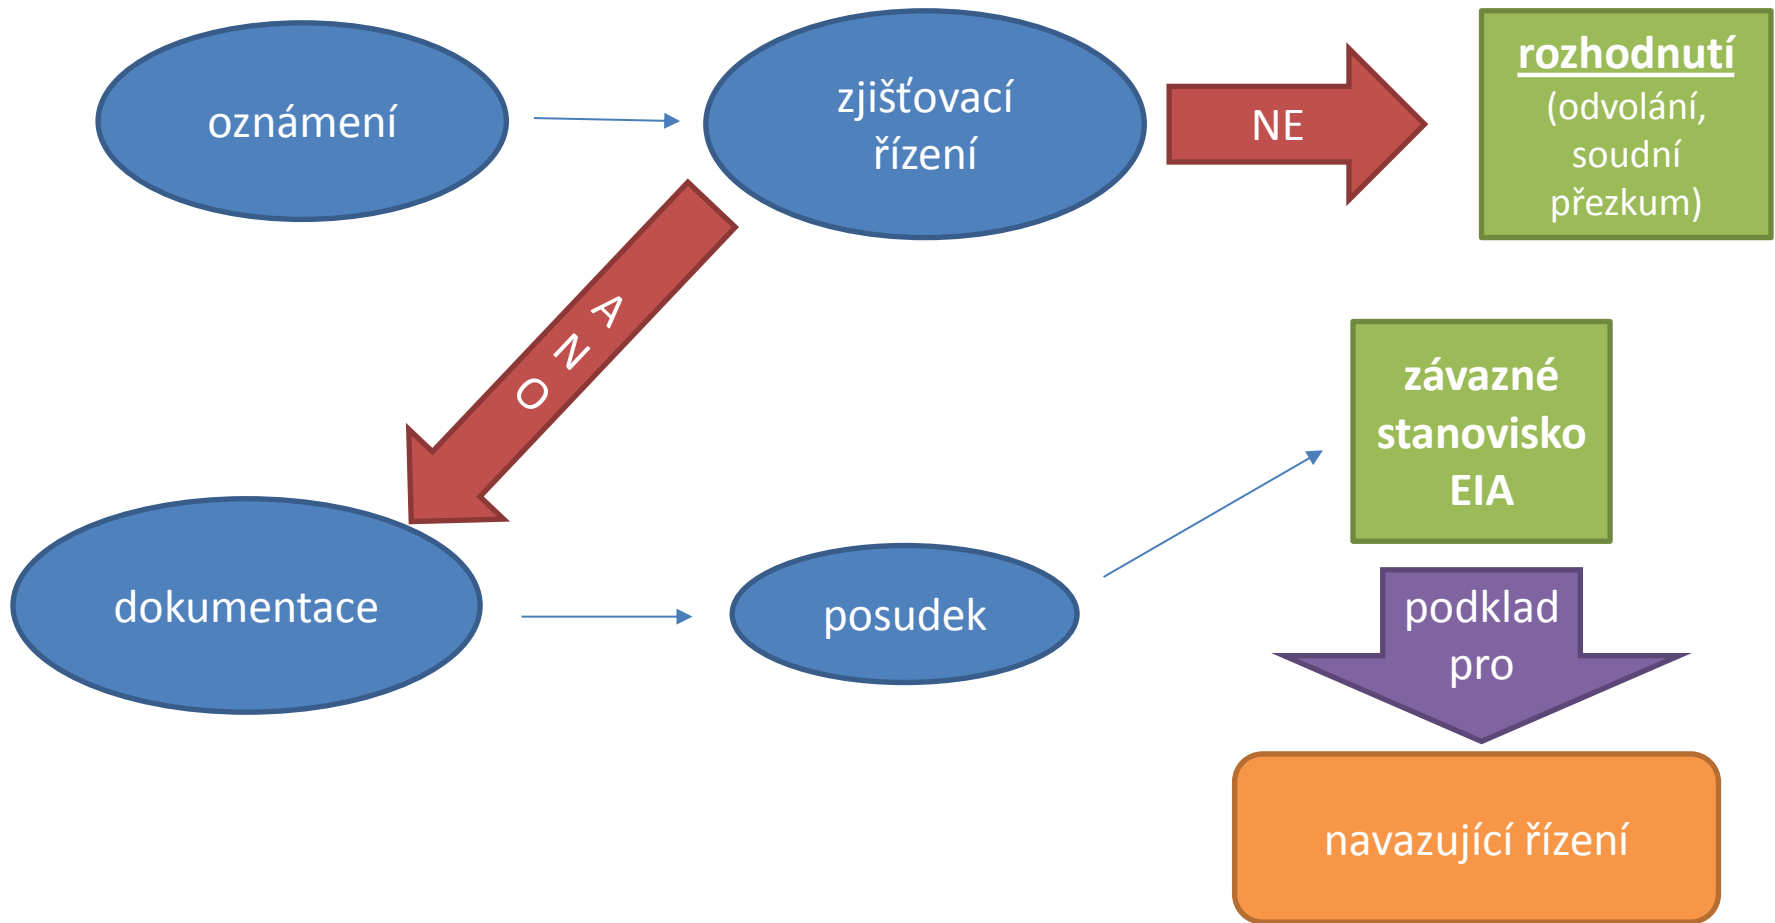 oznámení
zjišťovací
řízení
NE
rozhodnutí
(odvolání,
soudní
přezkum)
ANO
závazné
stanovisko
EIA
dokumentace
posudek
podklad
pro
navazující řízení